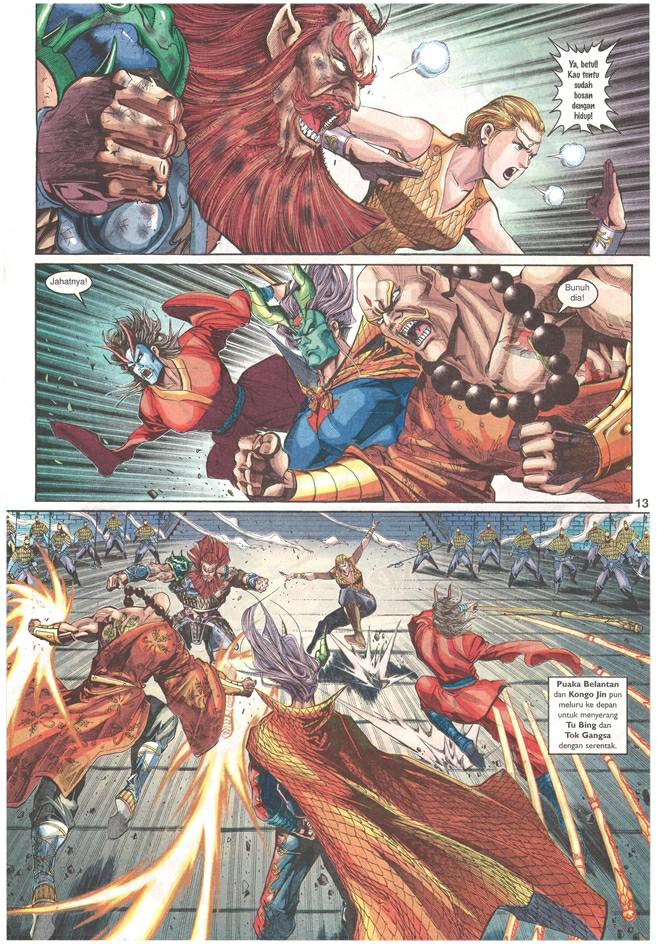 Ya, betul!
Kau tentu
sudah
bosan
dengan
hidup!
Jahatnya!
Bunuh
dia!
13
Puaka Belantan
dan Kongo Jin pun
meluru ke depan
untuk menyerang
Tu Bing dan
Tok Gangsa
dengan serentak.